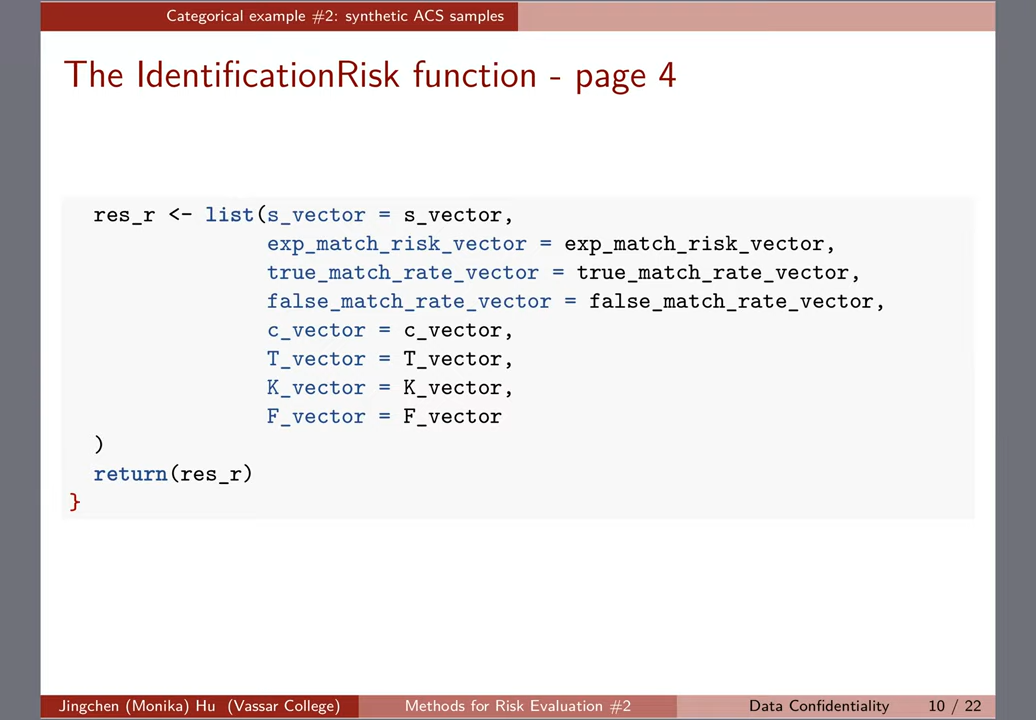 Categorical example #2: synthetic ACS samples
The IdentificationRisk function - page 4
res_r <- list(s_vector = s_vector,
exp_match_risk_vector = exp_match_risk_vector,
true_match_rate_vector = true_match_rate_vector,
false_match_rate_vector = false_match_rate_vector,
c_vector = c_vector,
T_vector = T_vector,
K_vector = K_vector,
F_vector = F_vector
)
return(res_r)
}
Jingchen (Monika) Hu (Vassar College) Methods for Risk Evaluation #2 Data Confidentiality 10 / 22